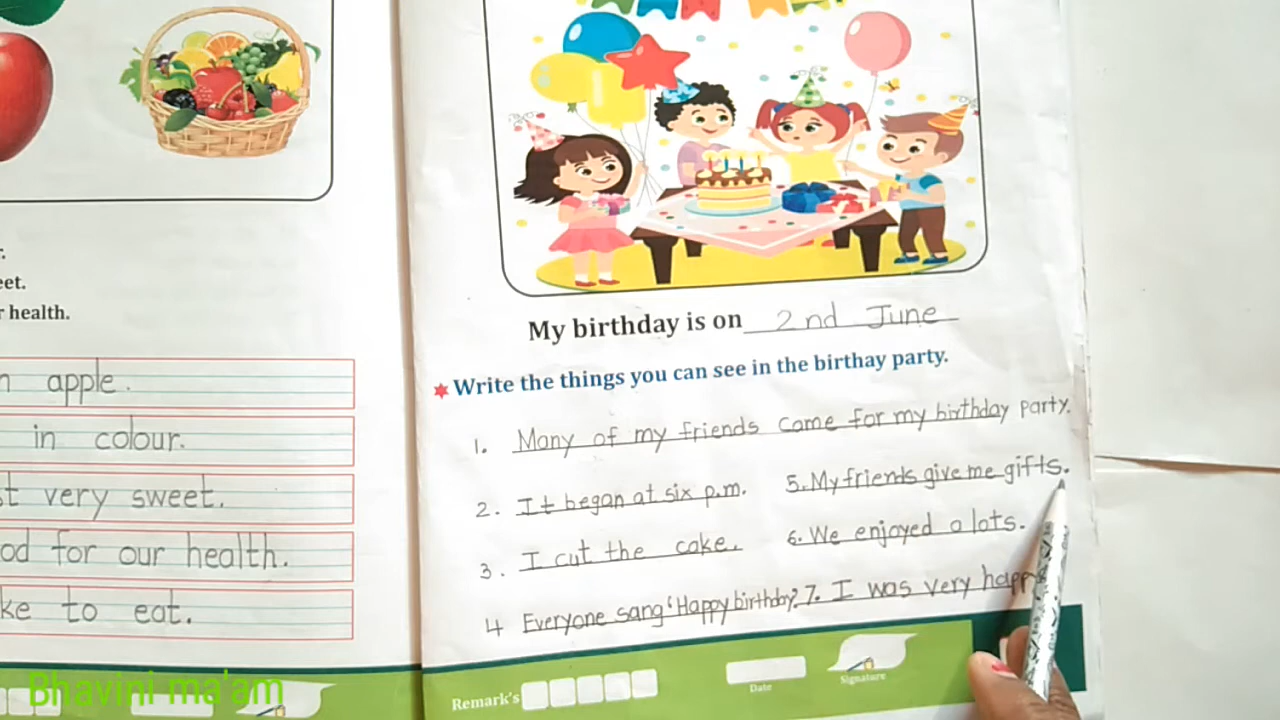 r.
eet.
r health.
n apple.
in colour.
st very sweet.
od for our health.
ke to eat.
My birthday is on 2nd June
Write the things you can see in the birthay party.
1. Many of my friends come for my birthday party.
2. It began at six p.m. 5. My friends give me gifts.
3. I cut the cake. 6. We enjoyed a lots.
4 Everyone sang 'Happy birthday'. 7. I was very happ
Remark's
Date
Signature
Bhavini ma'am